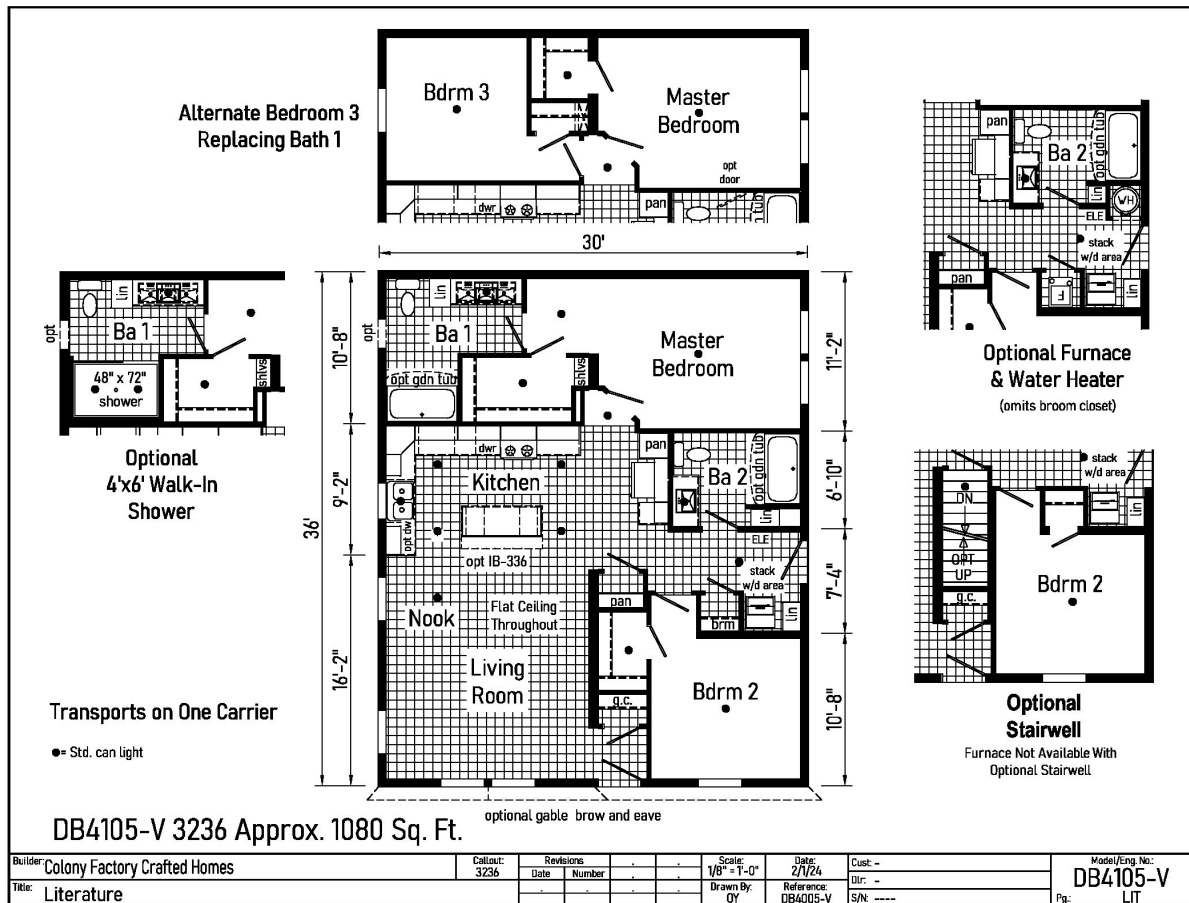 Alternate Bedroom 3
Replacing Bath 1
Bdrm 3
Master
Bedroom
opt
door
dwr
pan
30'
36'
10'-8"
9'-2"
16'-2"
11'-2"
6'-10"
7'-4"
10'-8"
opt
lin
Ba 1
opt gdn tub
shlvs
Master
Bedroom
dwr
Kitchen
pan
Ba 2
opt gdn tub
lin
opt dw
opt IB-336
ELE
stack
w/d area
Nook
Flat Ceiling
Throughout
pan
brm
lin
Living
Room
g.c.
Bdrm 2
optional gable brow and eave
opt
lin
Ba 1
48" x 72"
shower
shlvs
Optional
4'x6' Walk-In
Shower
Transports on One Carrier
●= Std. can light
pan
Ba 2
opt gdn tub
lin
WH
ELE
stack
w/d area
pan
F
lin
Optional Furnace
& Water Heater
(omits broom closet)
stack
w/d area
DN
lin
OPT
UP
g.c.
Bdrm 2
Optional
Stairwell
Furnace Not Available With
Optional Stairwell
DB4105-V 3236 Approx. 1080 Sq. Ft.
Builder: Colony Factory Crafted Homes
Title: Literature
Callout:
3236
Revisions
Date Number
Scale:
1/8" = 1'-0"
Drawn By:
OY
Date:
2/1/24
Reference:
DB4005-V
Cust: -
Dlr: -
S/N: ----
Model/Eng. No.:
DB4105-V
Pg.: LIT